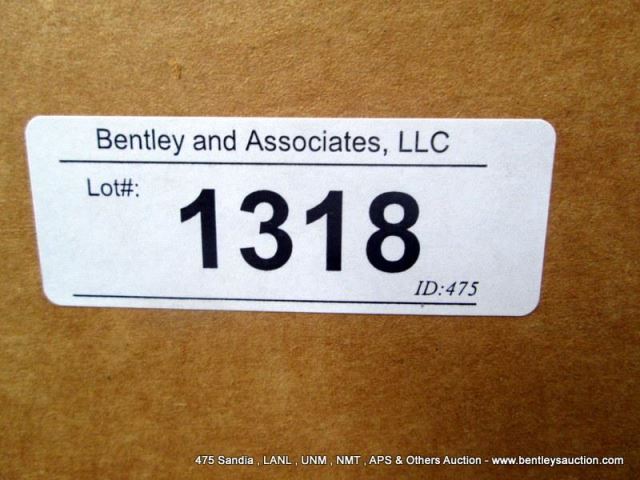 Bentley and Associates, LLC
Lot#: 1318
ID:475
475 Sandia , LANL , UNM , NMT , APS & Others Auction - www.bentleysauction.com